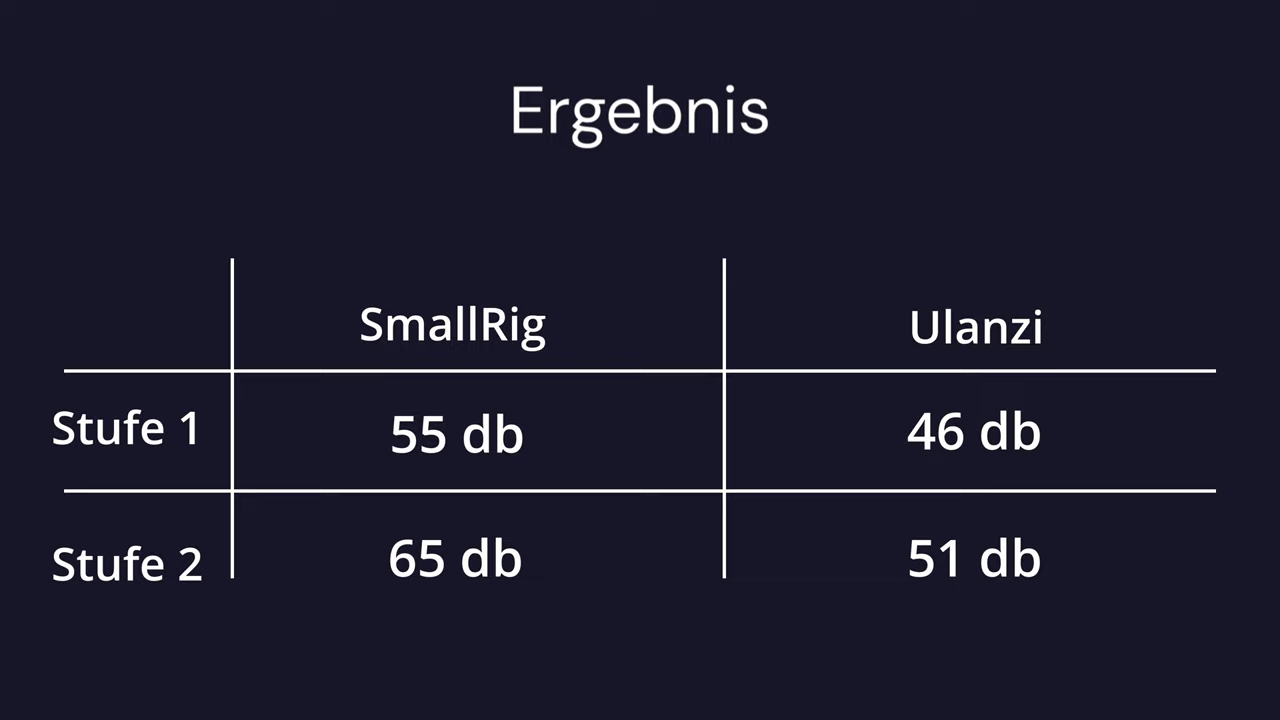 Ergebnis
SmallRig Ulanzi
Stufe 1 55 db 46 db
Stufe 2 65 db 51 db